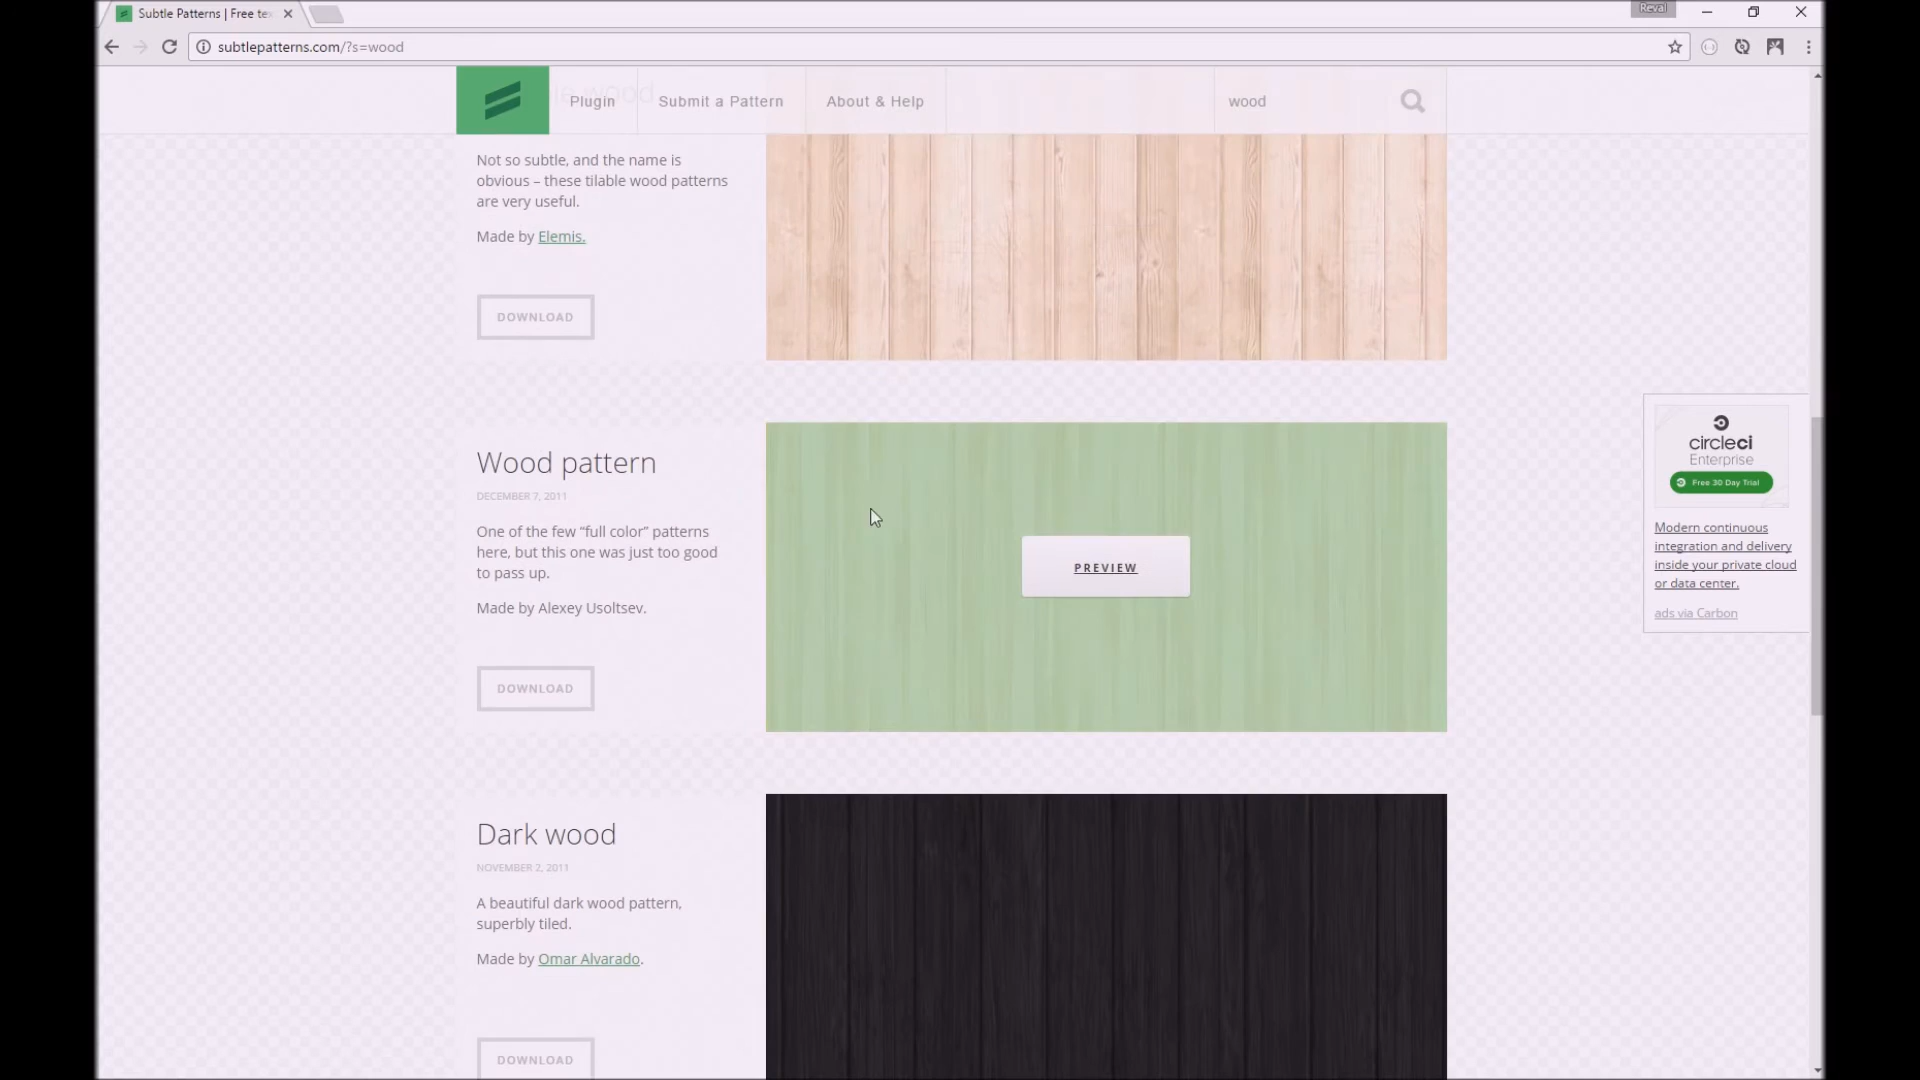 Subtle Patterns | Free te
Reval
subtlepatterns.com/?s=wood
Plugin
Submit a Pattern
About & Help
wood
wood
Not so subtle, and the name is
obvious – these tilable wood patterns
are very useful.
Made by Elemis.
DOWNLOAD
Wood pattern
DECEMBER 7, 2011
One of the few “full color” patterns
here, but this one was just too good
to pass up.
Made by Alexey Usoltsev.
DOWNLOAD
PREVIEW
circleci
Enterprise
Free 30 Day Trial
Modern continuous
integration and delivery
inside your private cloud
or data center.
ads via Carbon
Dark wood
NOVEMBER 2, 2011
A beautiful dark wood pattern,
superbly tiled.
Made by Omar Alvarado.
DOWNLOAD